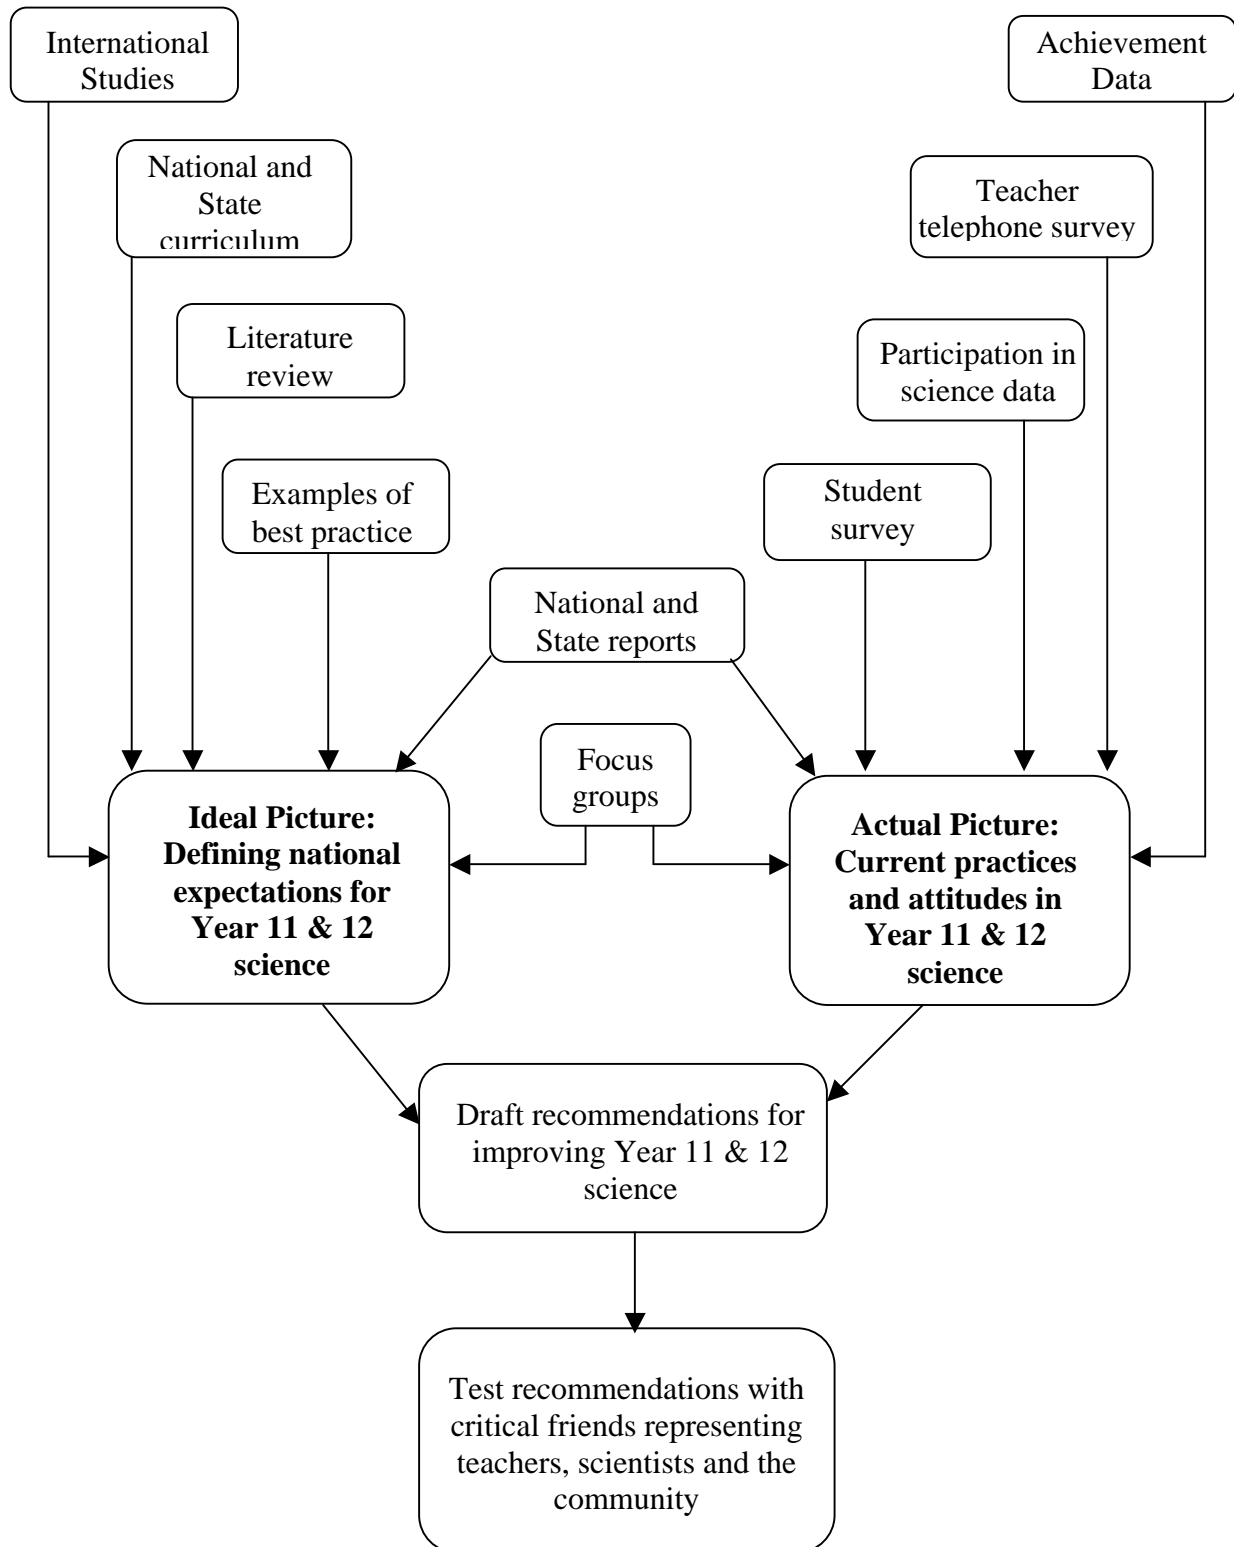 International
Studies
Achievement
Data
National and
State
curriculum
Teacher
telephone survey
Literature
review
Participation in
science data
Examples of
best practice
Student
survey
National and
State reports
Focus
groups
Ideal Picture:
Defining national
expectations for
Year 11 & 12
science
Actual Picture:
Current practices
and attitudes in
Year 11 & 12
science
Draft recommendations for
improving Year 11 & 12
science
Test recommendations with
critical friends representing
teachers, scientists and the
community